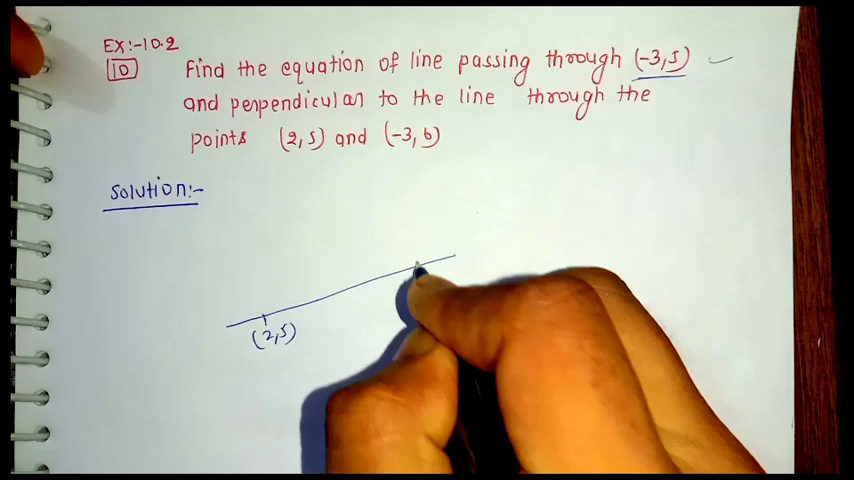 Ex:-10.2
10 Find the equation of line passing through (-3,5)
and perpendicular to the line through the
points (2,5) and (-3,6)
Solution:-
(2,5)